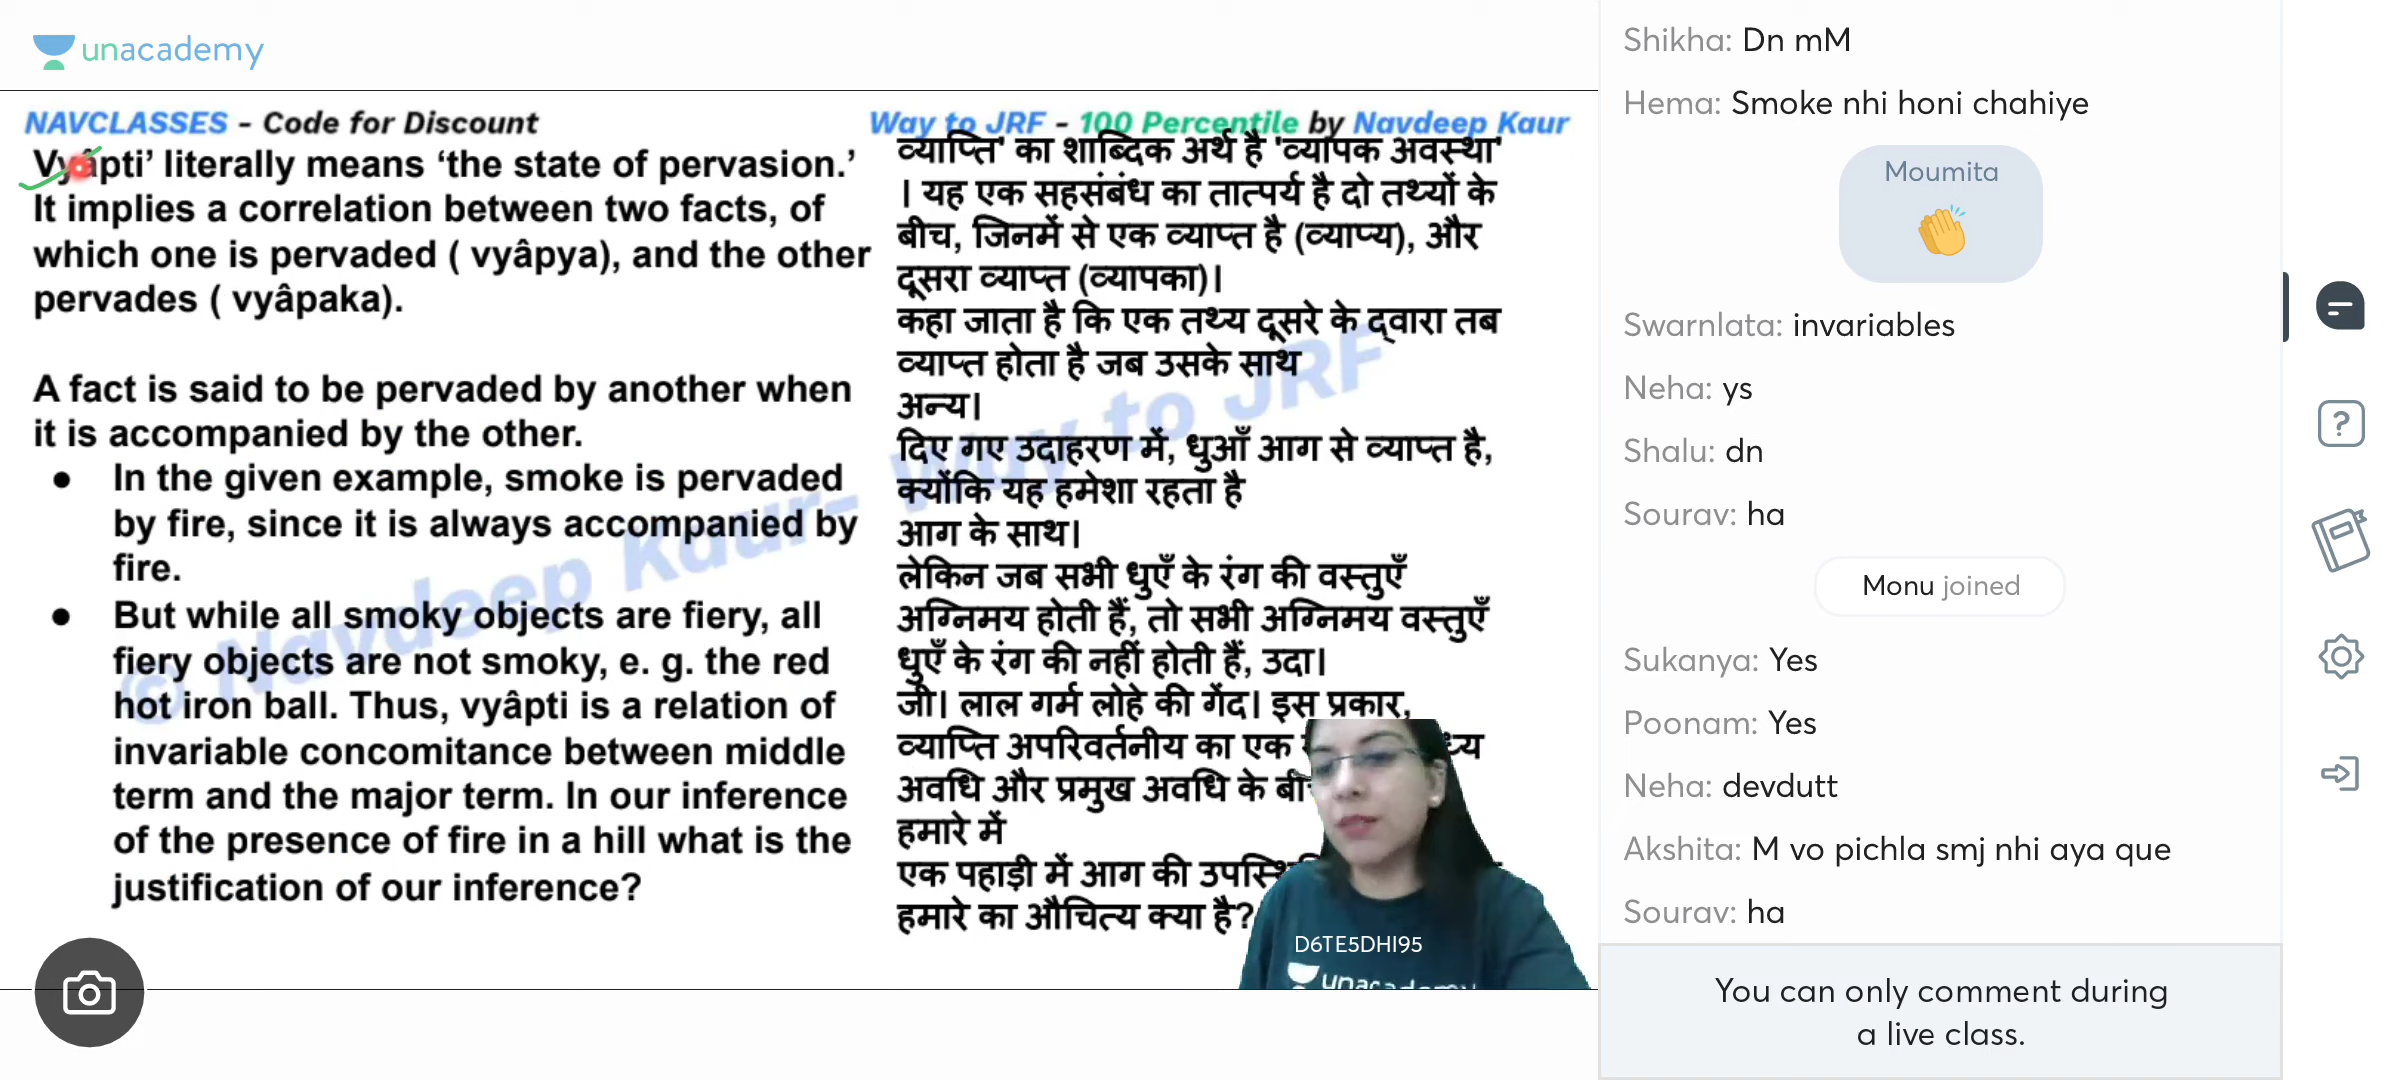 unacademy
NAVCLASSES - Code for Discount
Way to JRF - 100 Percentile by Navdeep Kaur
Vyâpti’ literally means ‘the state of pervasion.’
It implies a correlation between two facts, of
which one is pervaded ( vyâpya), and the other
pervades ( vyâpaka).
A fact is said to be pervaded by another when
it is accompanied by the other.
● In the given example, smoke is pervaded
by fire, since it is always accompanied by
fire.
● But while all smoky objects are fiery, all
fiery objects are not smoky, e. g. the red
hot iron ball. Thus, vyâpti is a relation of
invariable concomitance between middle
term and the major term. In our inference
of the presence of fire in a hill what is the
justification of our inference?
व्याप्ति' का शाब्दिक अर्थ है 'व्यापक अवस्था'
। यह एक सहसंबंध का तात्पर्य है दो तथ्यों के
बीच, जिनमें से एक व्याप्त है (व्याप्य), और
दूसरा व्याप्त (व्यापका)।
कहा जाता है कि एक तथ्य दूसरे के द्वारा तब
व्याप्त होता है जब उसके साथ
अन्य।
दिए गए उदाहरण में, धुआँ आग से व्याप्त है,
क्योंकि यह हमेशा रहता है
आग के साथ।
लेकिन जब सभी धुएँ के रंग की वस्तुएँ
अग्निमय होती हैं, तो सभी अग्निमय वस्तुएँ
धुएँ के रंग की नहीं होती हैं, उदा।
जी। लाल गर्म लोहे की गेंद। इस प्रकार,
व्याप्ति अपरिवर्तनीय का एक
अवधि और प्रमुख अवधि के
हमारे में
एक पहाड़ी में आग की
हमारे का औचित्य क्या है?
© Navdeep Kaur- Way to JRF
D6TE5DHI95
unacademy
Shikha: Dn mM
Hema: Smoke nhi honi chahiye
Moumita
Swarnlata: invariables
Neha: ys
Shalu: dn
Sourav: ha
Monu joined
Sukanya: Yes
Poonam: Yes
Neha: devdutt
Akshita: M vo pichla smj nhi aya que
Sourav: ha
You can only comment during
a live class.